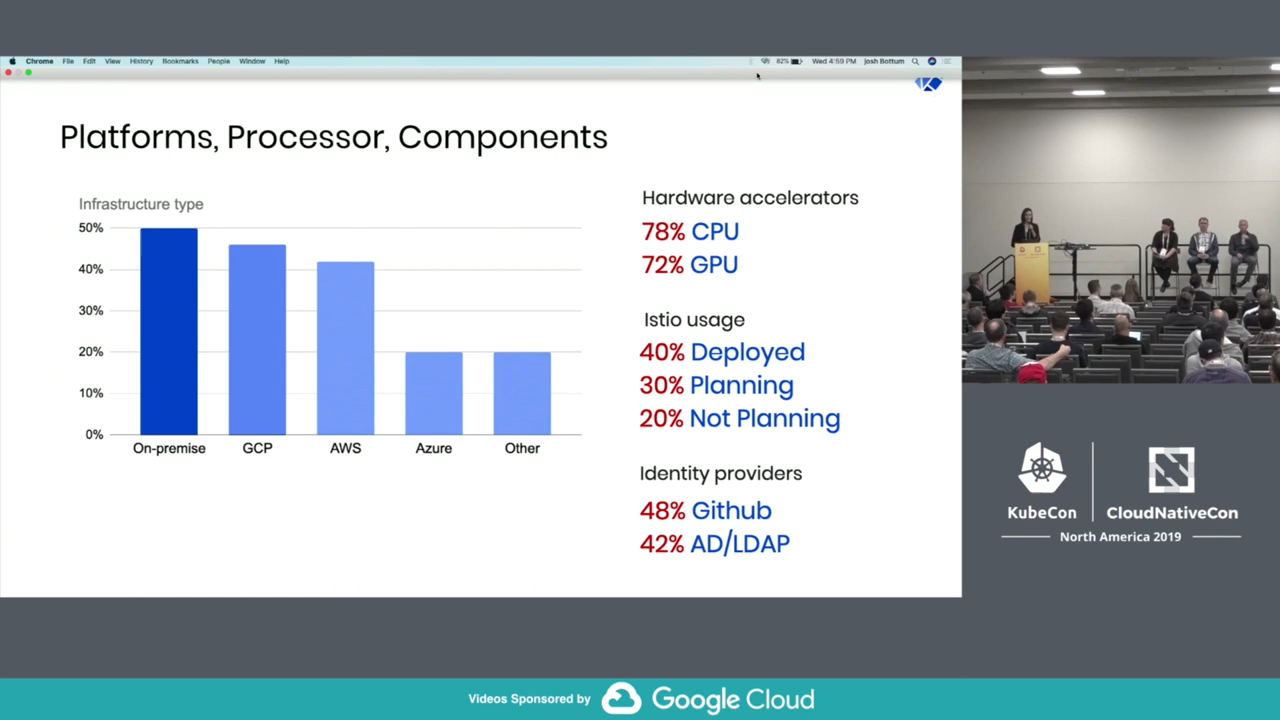 Chrome File Edit View History Bookmarks People Window Help
82% Wed 4:59 PM Josh Bottum
Platforms, Processor, Components
Infrastructure type
50%
40%
30%
20%
10%
0%
On-premise GCP AWS Azure Other
Hardware accelerators
78% CPU
72% GPU
Istio usage
40% Deployed
30% Planning
20% Not Planning
Identity providers
48% Github
42% AD/LDAP
KubeCon CloudNativeCon
North America 2019
Videos Sponsored by Google Cloud